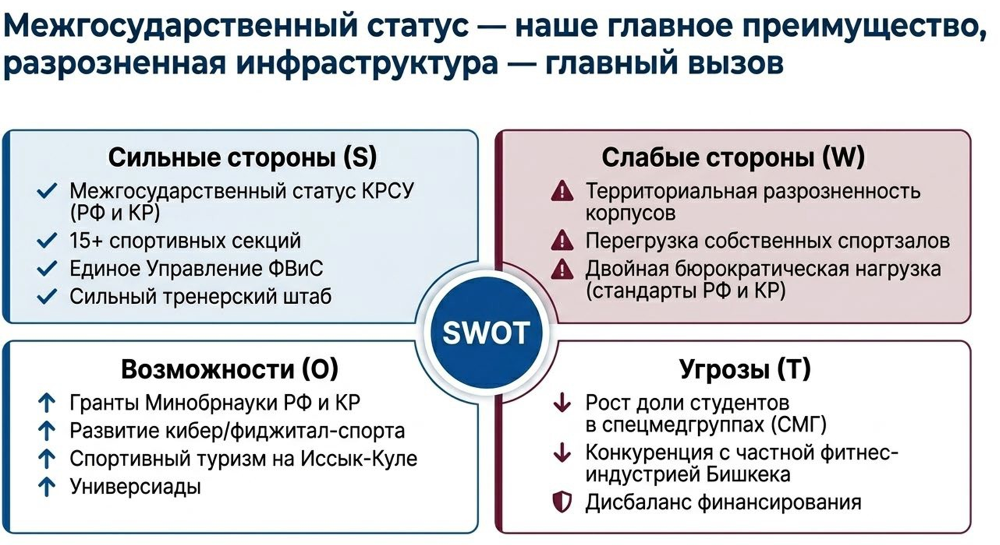 Межгосударственный статус — наше главное преимущество,
разрозненная инфраструктура — главный вызов
Сильные стороны (S)
Межгосударственный статус КРСУ
(РФ и КР)
15+ спортивных секций
Единое Управление ФВиС
Сильный тренерский штаб
Слабые стороны (W)
Территориальная разрозненность
корпусов
Перегрузка собственных спортзалов
Двойная бюрократическая нагрузка
(стандарты РФ и КР)
SWOT
Возможности (O)
Гранты Минобрнауки РФ и КР
Развитие кибер/фиджитал-спорта
Спортивный туризм на Иссык-Куле
Универсиады
Угрозы (T)
Рост доли студентов
в спецмедгруппах (СМГ)
Конкуренция с частной фитнес-
индустрией Бишкека
Дисбаланс финансирования